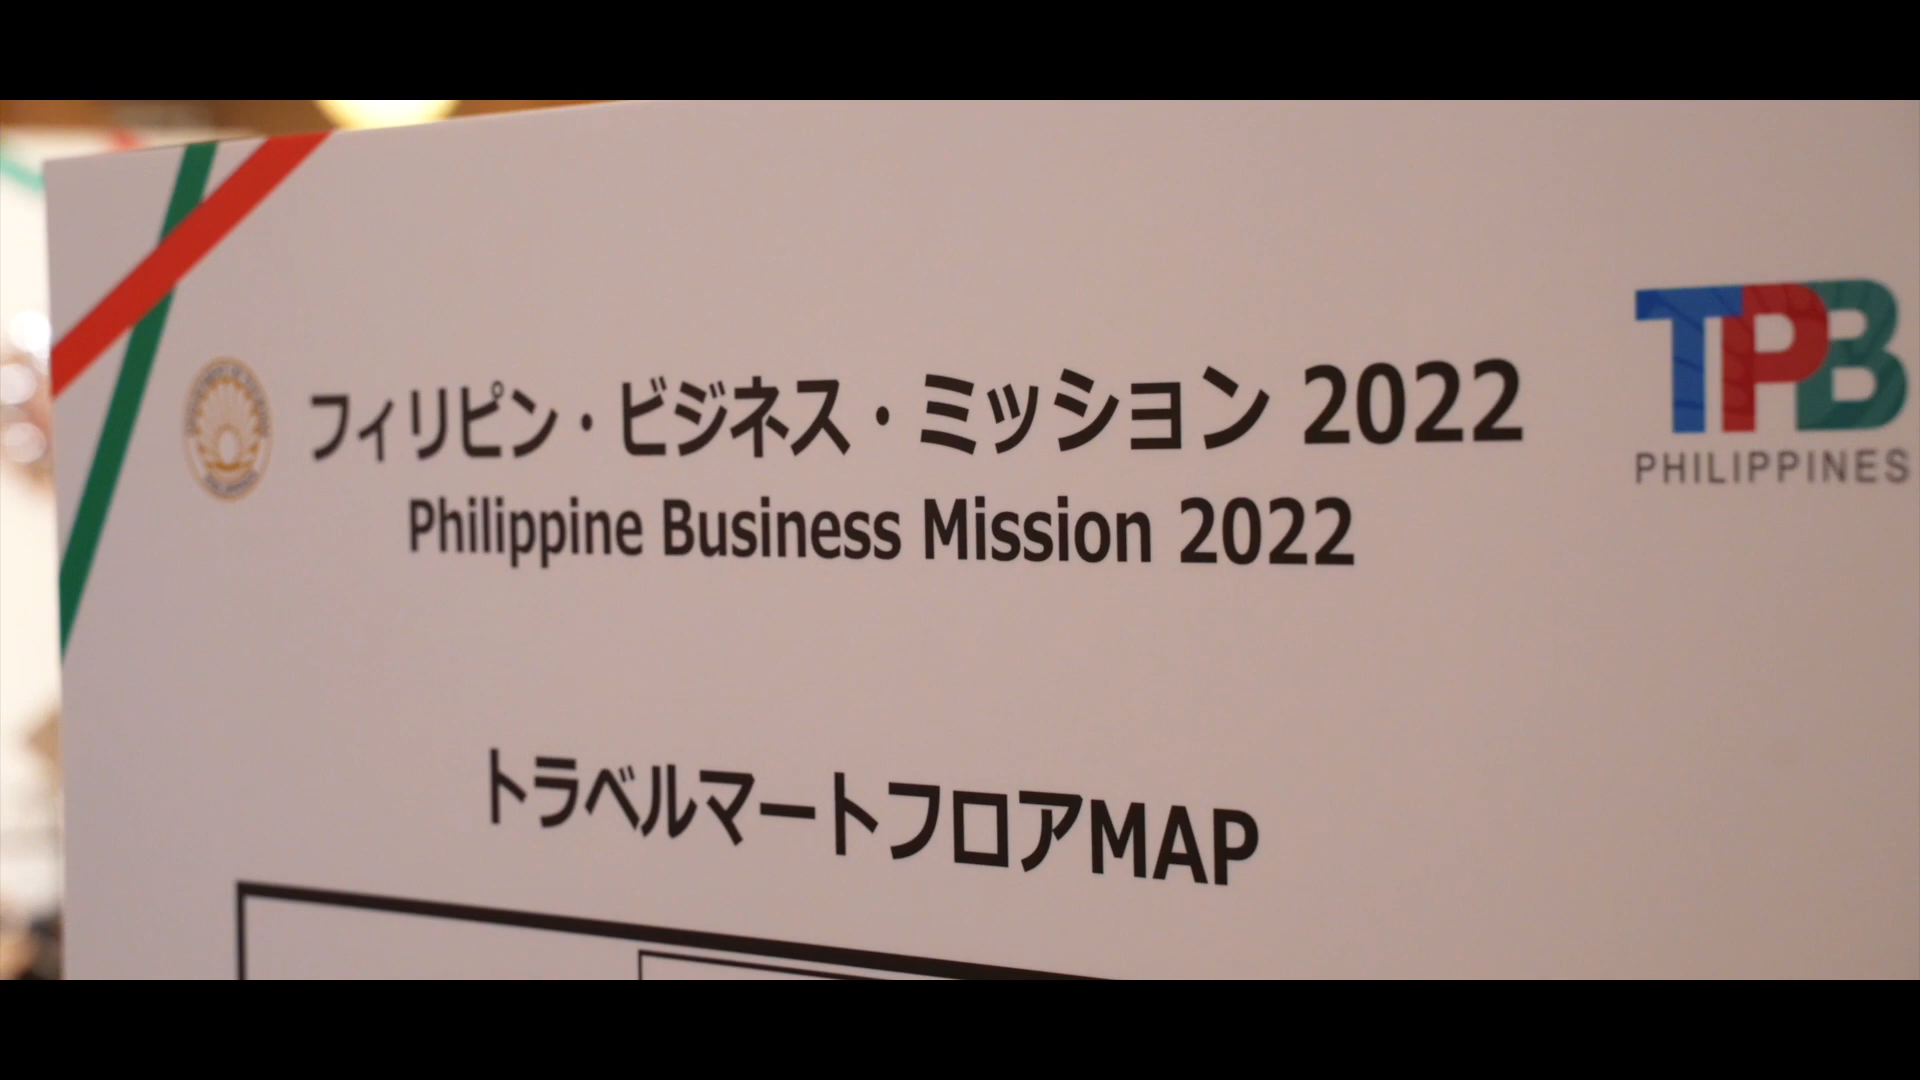 フィリピン・ビジネス・ミッション 2022
Philippine Business Mission 2022
TPB
PHILIPPINES
トラベルマートフロアMAP